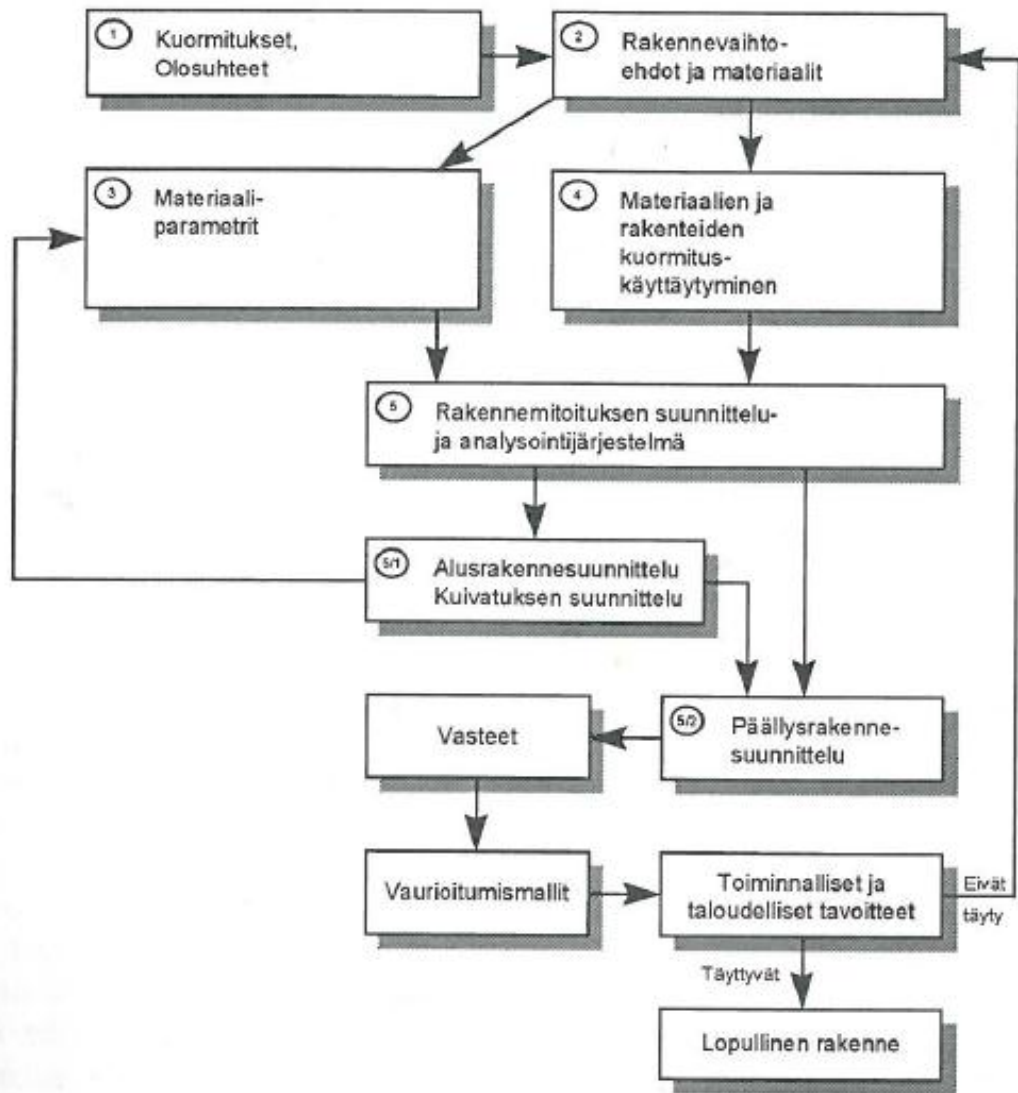 1
Kuormitukset,
Olosuhteet
2
Rakennevaihto-
ehdot ja materiaalit
3
Materiaali-
parametrit
4
Materiaalien ja
rakenteiden
kuormitus-
käyttäytyminen
5
Rakennemitoituksen suunnittelu-
ja analysointijärjestelmä
5/1
Alusrakennesuunnittelu
Kuivatuksen suunnittelu
Vasteet
5/2
Päällysrakenne-
suunnittelu
Vaurioitumismallit
Toiminnalliset ja
taloudelliset tavoitteet
Eivät
täyty
Täyttyvät
Lopullinen rakenne